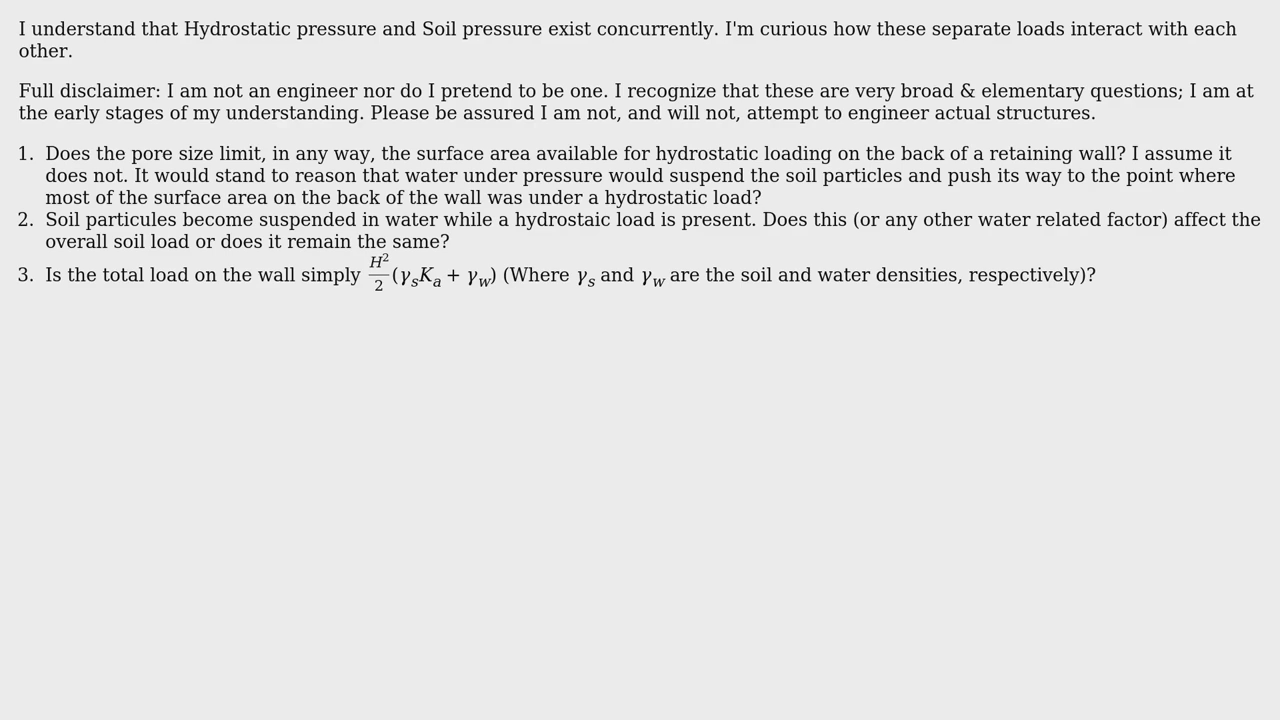 I understand that Hydrostatic pressure and Soil pressure exist concurrently. I'm curious how these separate loads interact with each
other.
Full disclaimer: I am not an engineer nor do I pretend to be one. I recognize that these are very broad & elementary questions; I am at
the early stages of my understanding. Please be assured I am not, and will not, attempt to engineer actual structures.
1. Does the pore size limit, in any way, the surface area available for hydrostatic loading on the back of a retaining wall? I assume it
does not. It would stand to reason that water under pressure would suspend the soil particles and push its way to the point where
most of the surface area on the back of the wall was under a hydrostatic load?
2. Soil particules become suspended in water while a hydrostaic load is present. Does this (or any other water related factor) affect the
overall soil load or does it remain the same?
3. Is the total load on the wall simply $\frac{H^2}{2}(\gamma_s K_a + \gamma_w)$ (Where $\gamma_s$ and $\gamma_w$ are the soil and water densities, respectively)?